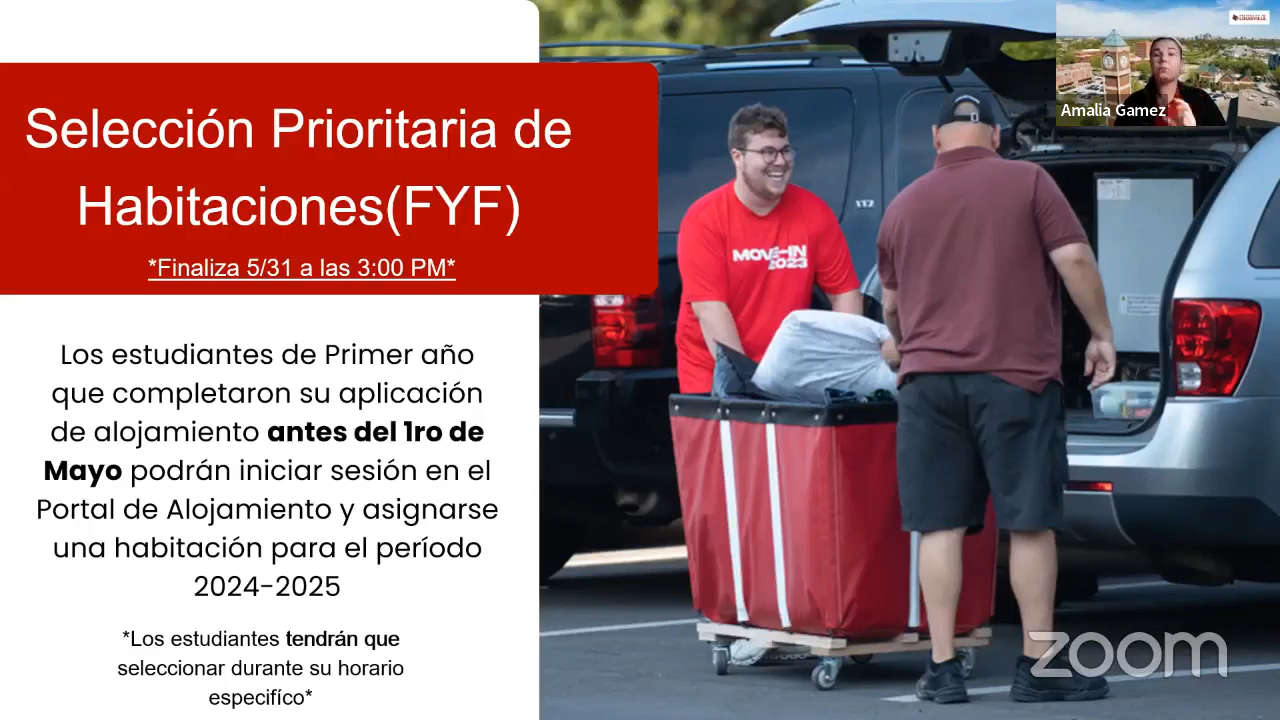 Selección Prioritaria de
Habitaciones(FYF)
*Finaliza 5/31 a las 3:00 PM*
Los estudiantes de Primer año
que completaron su aplicación
de alojamiento antes del 1ro de
Mayo podrán iniciar sesión en el
Portal de Alojamiento y asignarse
una habitación para el período
2024-2025
*Los estudiantes tendrán que
seleccionar durante su horario
especifíco*
MOVE-IN
2023
LOUISVILLE
Amalia Gamez
zoom